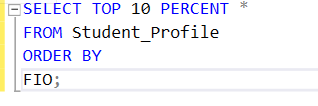 SELECT TOP 10 PERCENT *
FROM Student_Profile
ORDER BY
FIO;